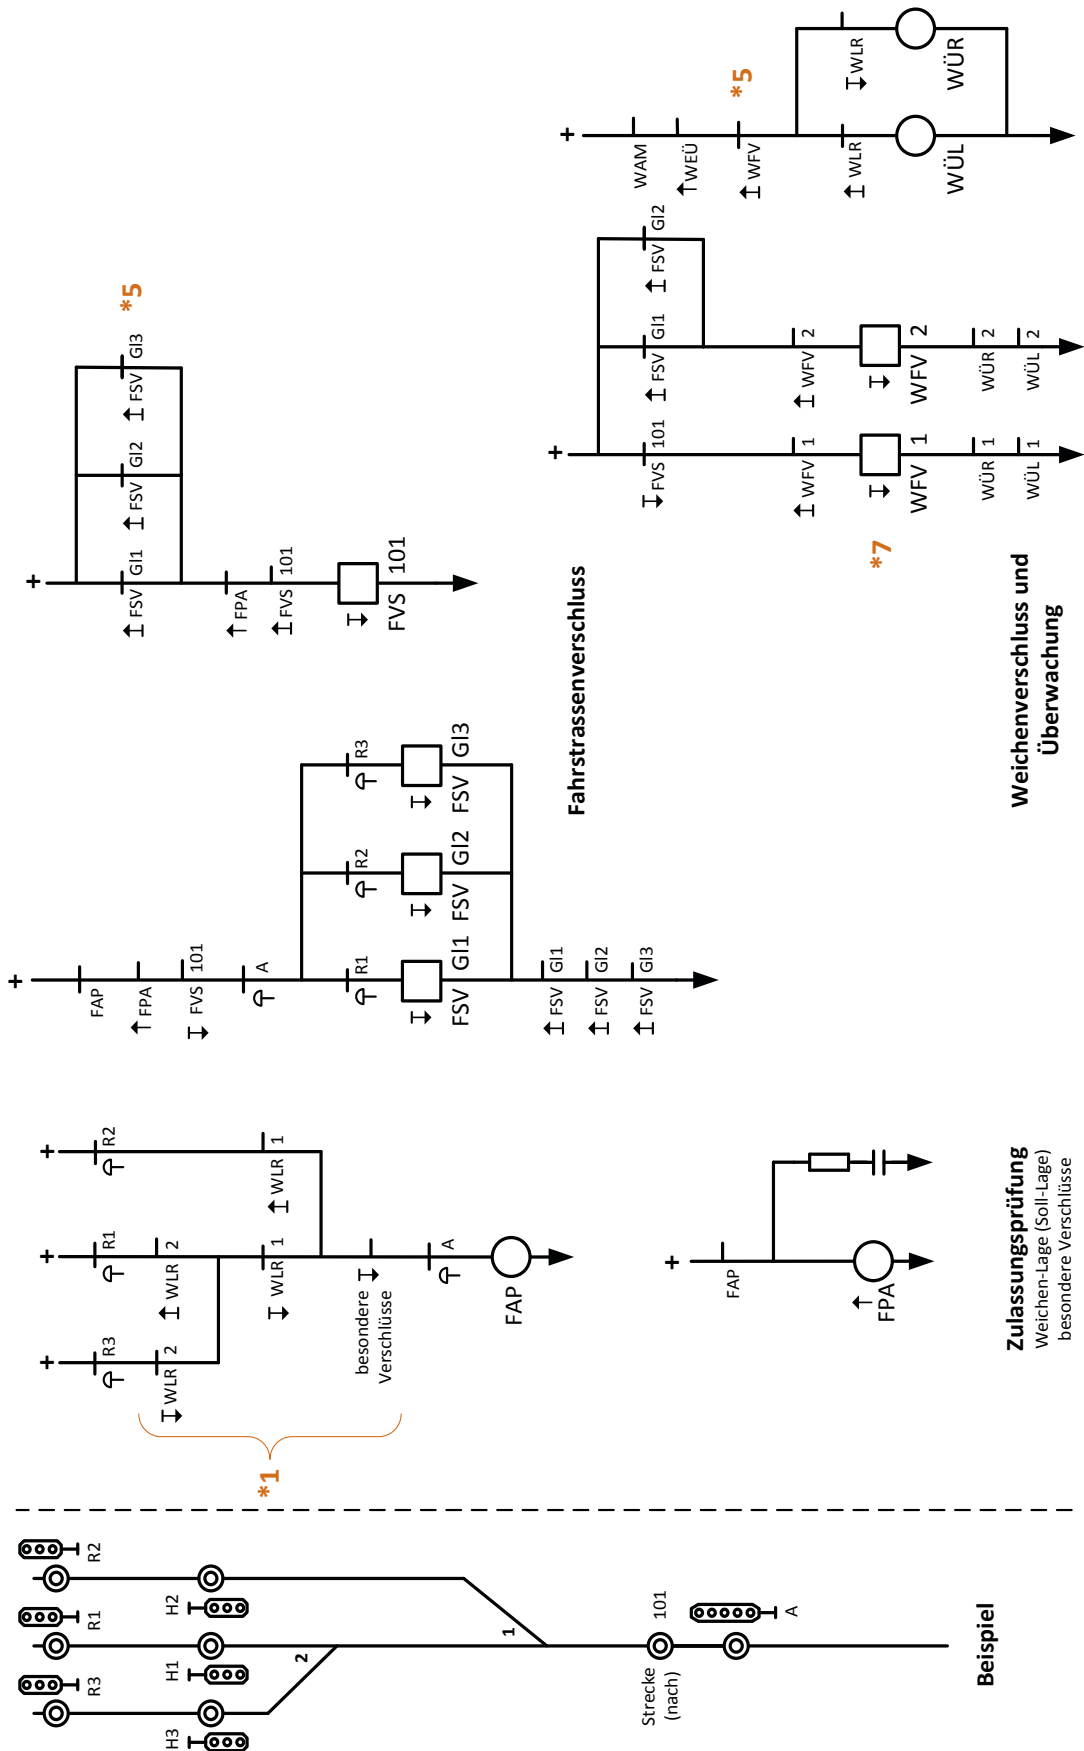 H3
H1
H2
R3
R1
R2
2
1
Strecke
(nach)
101
A
Beispiel
*1
+
+
+
R3
R1
R2
WLR 2
WLR 2
WLR 1
WLR 1
besondere
Verschlüsse
A
FAP
+
FAP
FPA
Zulassungsprüfung
Weichen-Lage (Soll-Lage)
besondere Verschlüsse
+
FAP
FPA
FVS 101
A
R1
R2
R3
FSV Gl1
FSV Gl2
FSV Gl3
FSV Gl1
FSV Gl2
FSV Gl3
+
FSV Gl1
FSV Gl2
FSV Gl3
*5
FPA
FVS 101
FVS 101
Fahrstrassenverschluss
+
FVS 101
FSV Gl1
FSV Gl2
WFV 1
WFV 2
*7
WFV 1
WFV 2
WÜR 1
WÜR 2
WÜL 1
WÜL 2
+
WAM
WEÜ
WFV
*5
WLR
WLR
WÜL
WÜR
Weichenverschluss und
Überwachung